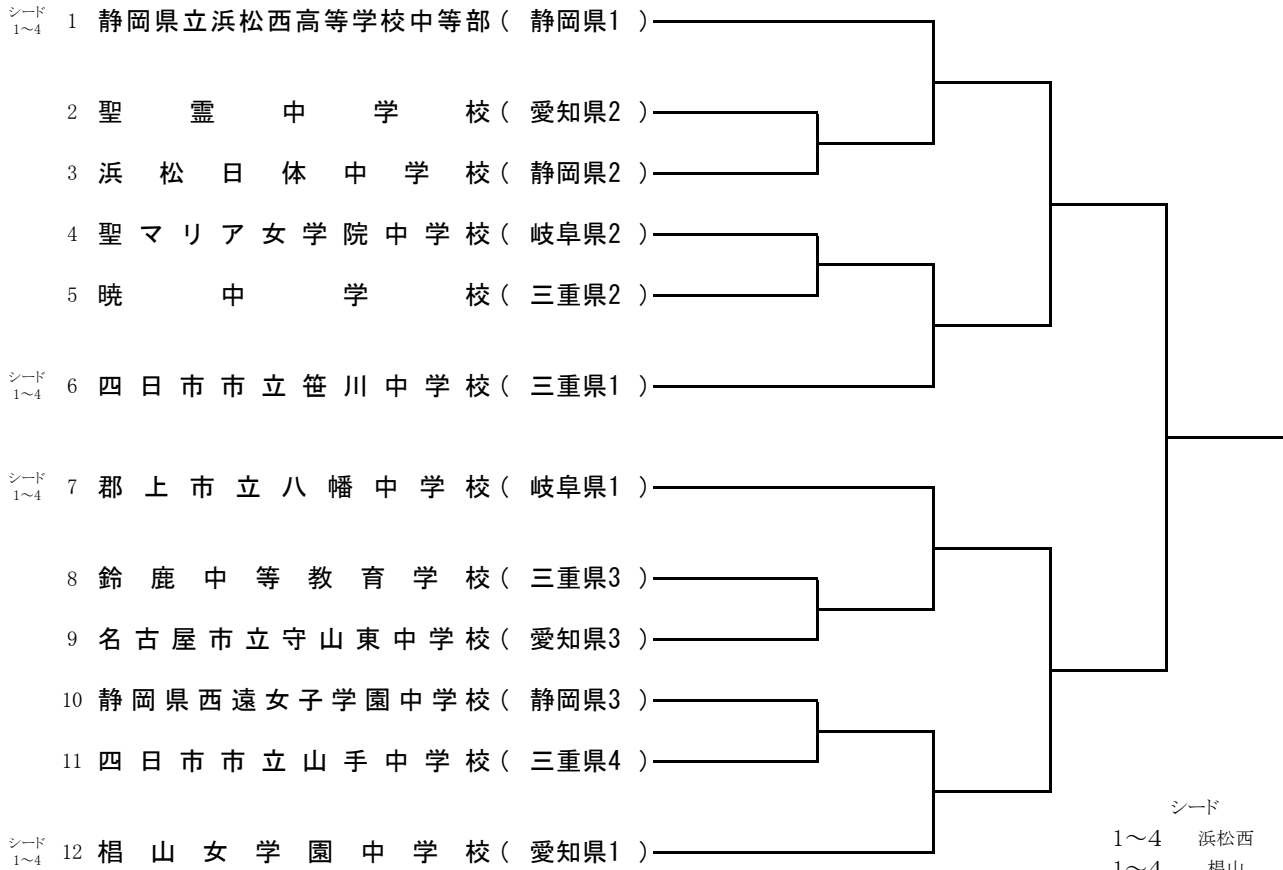 シード 1~4 1 静岡県立浜松西高等学校中等部 ( 静岡県1 )
2 聖霊中学校 ( 愛知県2 )
3 浜松日体中学校 ( 静岡県2 )
4 聖マリア女学院中学校 ( 岐阜県2 )
5 暁中学校 ( 三重県2 )
シード 1~4 6 四日市市立笹川中学校 ( 三重県1 )
シード 1~4 7 郡上市立八幡中学校 ( 岐阜県1 )
8 鈴鹿中等教育学校 ( 三重県3 )
9 名古屋市立守山東中学校 ( 愛知県3 )
10 静岡県西遠女子学園中学校 ( 静岡県3 )
11 四日市市立山手中学校 ( 三重県4 )
シード 1~4 12 椙山女学園中学校 ( 愛知県1 )
シード
1~4 浜松西
1~4 椙山